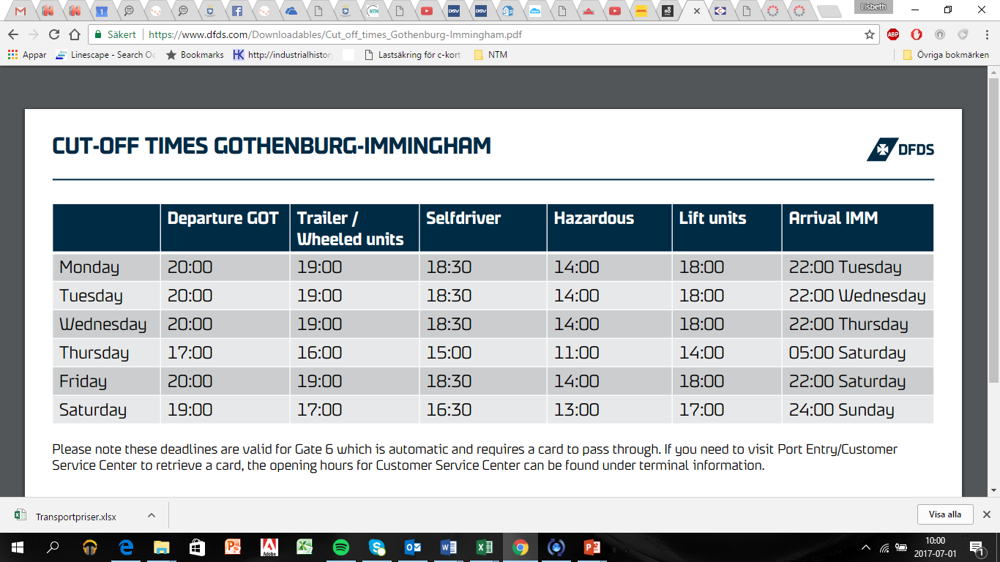 Lisbeth
Säkert https://www.dfds.com/Downloadables/Cut_off_times_Gothenburg-Immingham.pdf
ABP
Appar Linescape - Search Oc Bookmarks HK http://industrialhistory Lastsäkring för c-kort NTM Övriga bokmärken
CUT-OFF TIMES GOTHENBURG-IMMINGHAM
DFDS
Departure GOT Trailer / Wheeled units Selfdriver Hazardous Lift units Arrival IMM
Monday 20:00 19:00 18:30 14:00 18:00 22:00 Tuesday
Tuesday 20:00 19:00 18:30 14:00 18:00 22:00 Wednesday
Wednesday 20:00 19:00 18:30 14:00 18:00 22:00 Thursday
Thursday 17:00 16:00 15:00 11:00 14:00 05:00 Saturday
Friday 20:00 19:00 18:30 14:00 18:00 22:00 Saturday
Saturday 19:00 17:00 16:30 13:00 17:00 24:00 Sunday
Please note these deadlines are valid for Gate 6 which is automatic and requires a card to pass through. If you need to visit Port Entry/Customer
Service Center to retrieve a card, the opening hours for Customer Service Center can be found under terminal information.
Transportpriser.xlsx Visa alla
10:00
2017-07-01